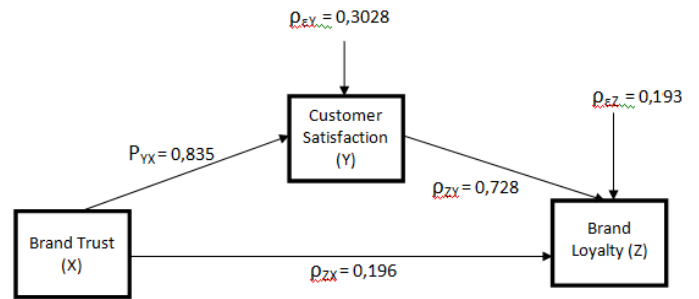 ρεY = 0,3028
ρεZ = 0,193
Customer
Satisfaction
(Y)
PYX = 0,835
ρZY = 0,728
Brand Trust
(X)
Brand
Loyalty (Z)
ρZX = 0,196